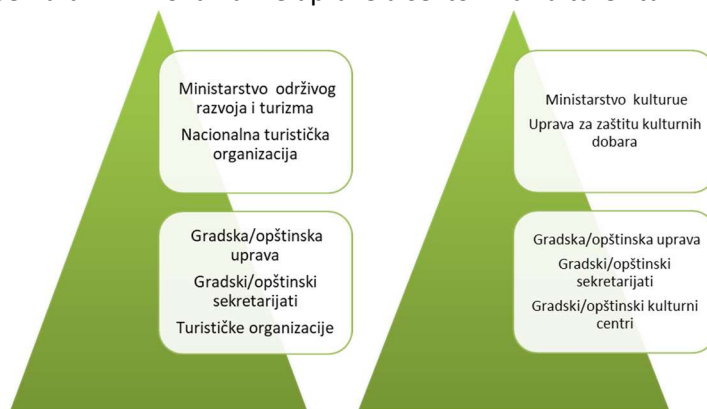 Ministarstvo održivog
razvoja i turizma
Nacionalna turistička
organizacija
Gradska/opštinska
uprava
Gradski/opštinski
sekretarijati
Turističke organizacije
Ministarstvo kulturue
Uprava za zaštitu kulturnih
dobara
Gradska/opštinska uprava
Gradski/opštinski
sekretarijati
Gradski/opštinski kulturni
centri